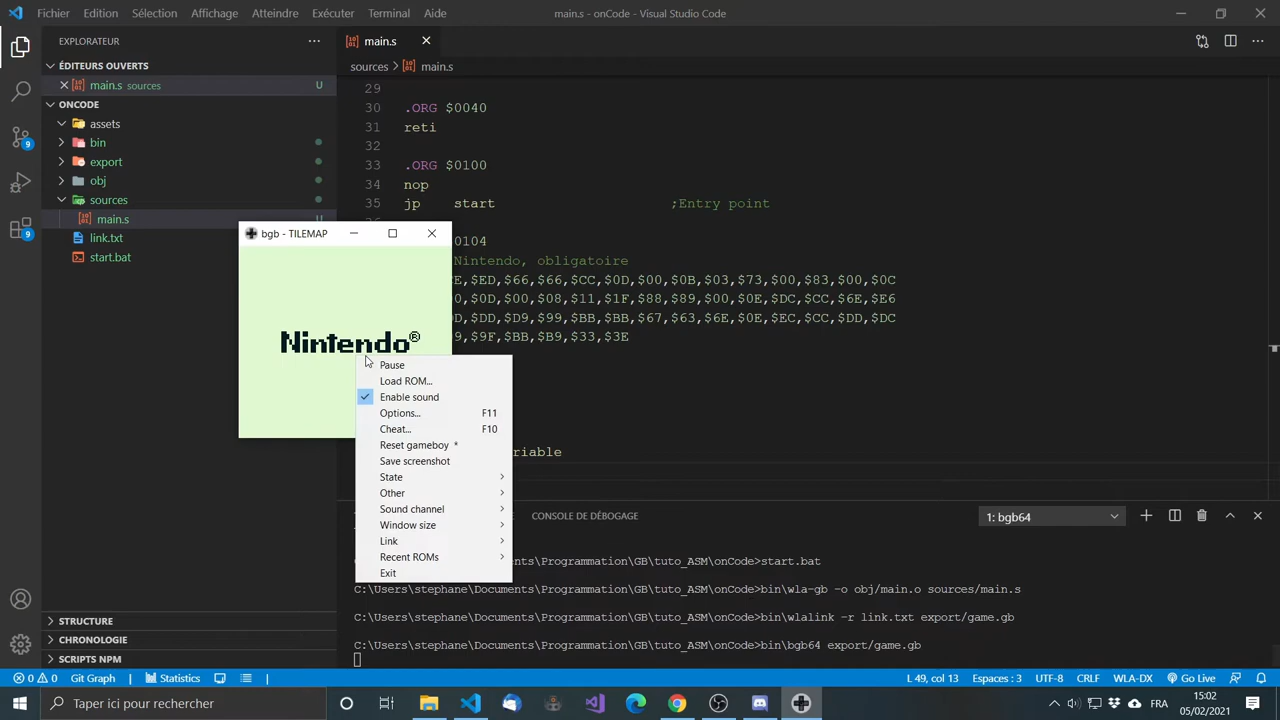 Fichier Edition Sélection Affichage Atteindre Exécuter Terminal Aide main.s - onCode - Visual Studio Code
EXPLORATEUR
main.s
ÉDITEURS OUVERTS
sources > main.s
main.s sources U
ONCODE
assets
bin
export
obj
sources
main.s U
link.txt
start.bat
29
30 .ORG $0040
31 reti
32
33 .ORG $0100
34 nop
35 jp start ;Entry point
0104
Nintendo, obligatoire
E,$ED,$66,$66,$CC,$0D,$00,$0B,$03,$73,$00,$83,$00,$0C
0,$0D,$00,$08,$11,$1F,$88,$89,$00,$0E,$DC,$CC,$6E,$E6
DD,$DD,$D9,$99,$BB,$BB,$67,$63,$6E,$0E,$EC,$CC,$DD,$DC
9,$9F,$BB,$B9,$33,$3E
riable
bgb - TILEMAP
Nintendo®
Pause
Load ROM...
Enable sound
Options... F11
Cheat... F10
Reset gameboy *
Save screenshot
State
Other
Sound channel
Window size
Link
Recent ROMs
Exit
CONSOLE DE DÉBOGAGE
1: bgb64
ments\Programmation\GB\tuto_ASM\onCode>start.bat
C:\Users\stephane\Documents\Programmation\GB\tuto_ASM\onCode>bin\wla-gb -o obj/main.o sources/main.s
C:\Users\stephane\Documents\Programmation\GB\tuto_ASM\onCode>bin\wlalink -r link.txt export/game.gb
C:\Users\stephane\Documents\Programmation\GB\tuto_ASM\onCode>bin\bgb64 export/game.gb
STRUCTURE
CHRONOLOGIE
SCRIPTS NPM
0 0 Git Graph Statistics L 49, col 13 Espaces : 3 UTF-8 CRLF WLA-DX Go Live
9
9
Taper ici pour rechercher
FRA
15:02
05/02/2021